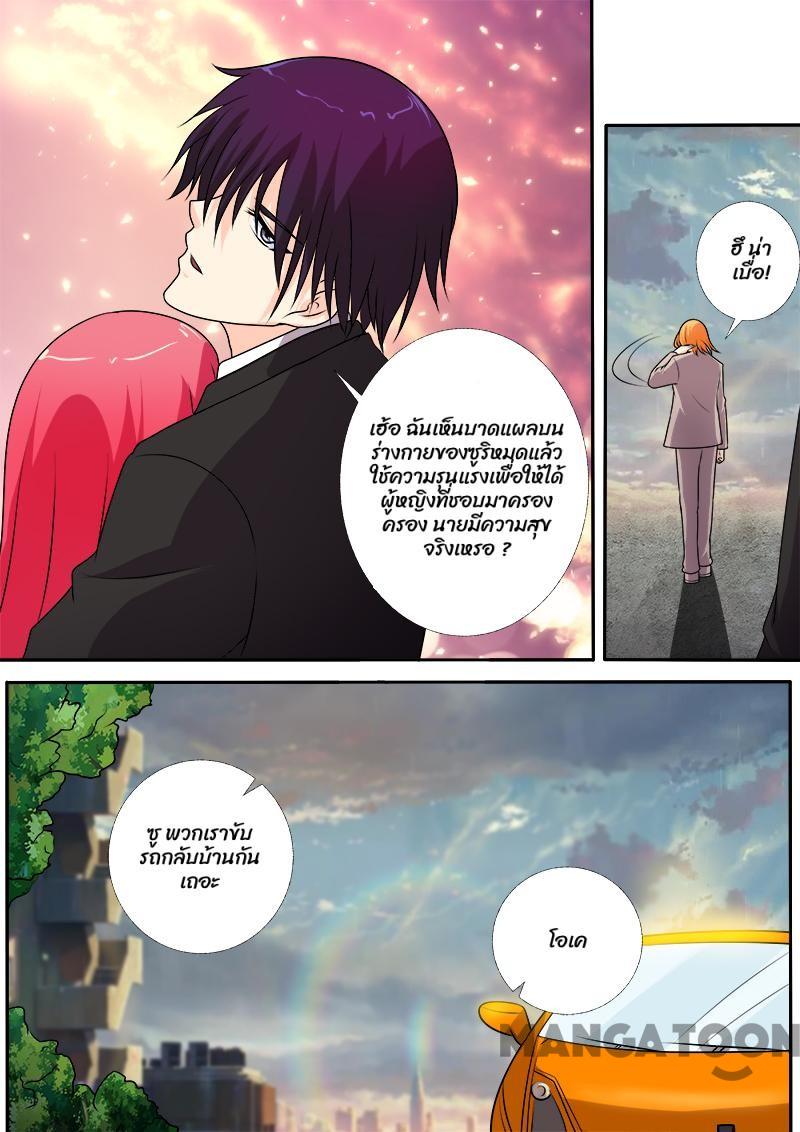 เฮ้อ ฉันเห็นบาดแผลบน
ร่างกายของซูริหมดแล้ว
ใช้ความรุนแรงเพื่อให้ได้
ผู้หญิงที่ชอบมาครอง
ครอง นายมีความสุข
จริงเหรอ ?
ฮึ น่า
เบื่อ!
ซู พวกเราขับ
รถกลับบ้านกัน
เถอะ
โอเค
MANGATOON